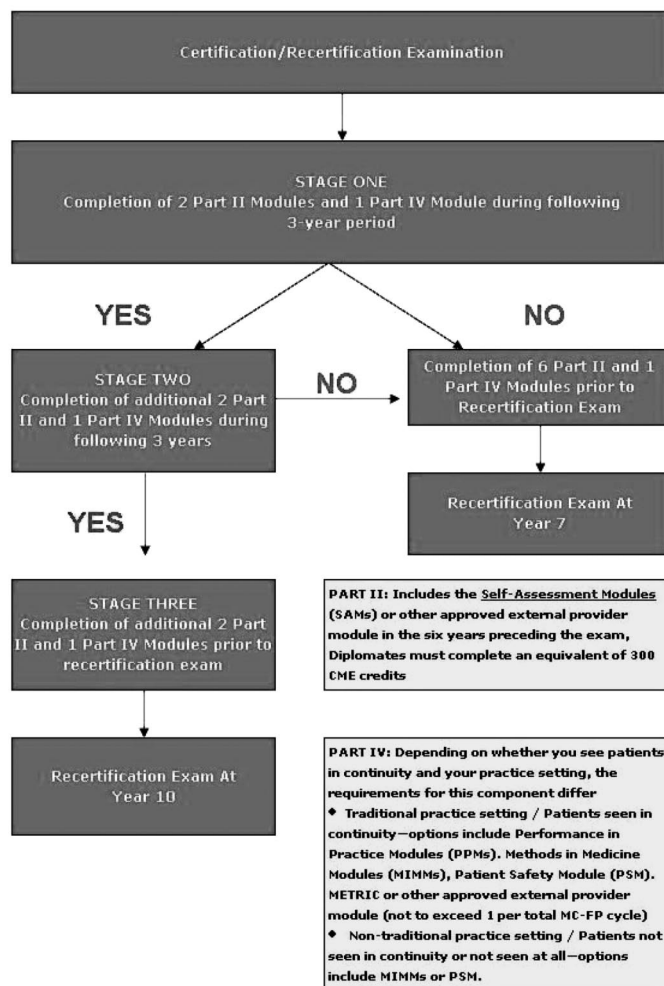 Certification/Recertification Examination
STAGE ONE
Completion of 2 Part II Modules and 1 Part IV Module during following
3-year period
YES
NO
STAGE TWO
Completion of additional 2 Part
II and 1 Part IV Modules during
following 3 years
NO
Completion of 6 Part II and 1
Part IV Modules prior to
Recertification Exam
YES
Recertification Exam At
Year 7
STAGE THREE
Completion of additional 2 Part
II and 1 Part IV Modules prior to
recertification exam
PART II: Includes the Self-Assessment Modules
(SAMs) or other approved external provider
module in the six years preceding the exam,
Diplomates must complete an equivalent of 300
CME credits
Recertification Exam At
Year 10
PART IV: Depending on whether you see patients
in continuity and your practice setting, the
requirements for this component differ
♦ Traditional practice setting / Patients seen in
continuity—options include Performance in
Practice Modules (PPMs). Methods in Medicine
Modules (MIMMs), Patient Safety Module (PSM).
METRIC or other approved external provider
module (not to exceed 1 per total MC-FP cycle)
♦ Non-traditional practice setting / Patients not
seen in continuity or not seen at all—options
include MIMMs or PSM.